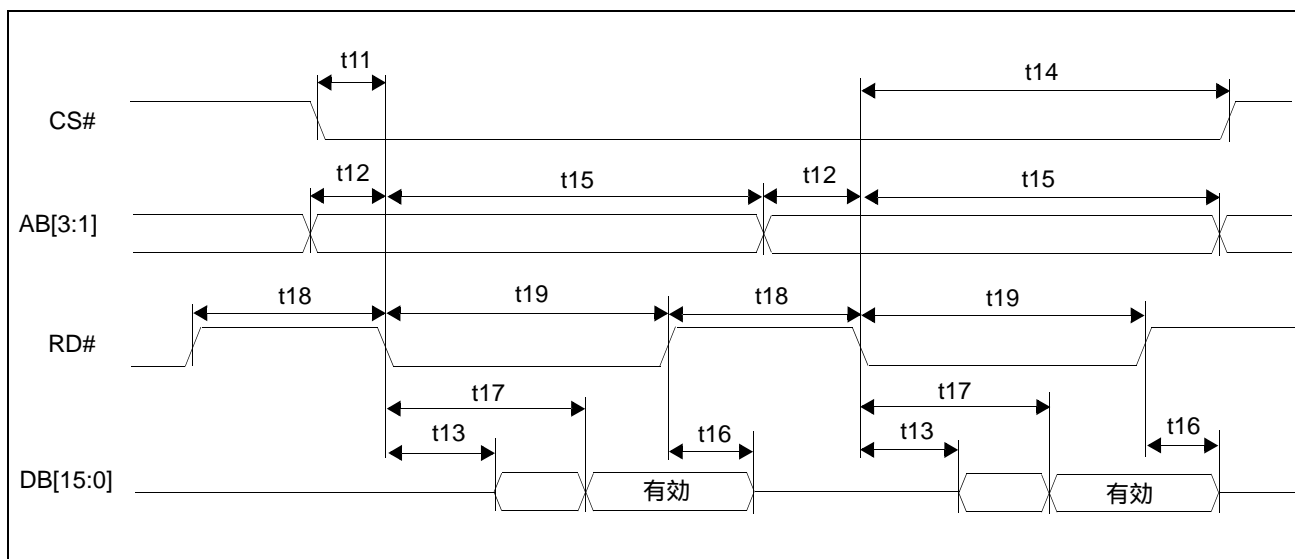 t11
t14
CS#
t12
t15
t12
t15
AB[3:1]
t18
t19
t18
t19
RD#
t17
t17
t13
t16
t13
t16
DB[15:0]
有効
有効